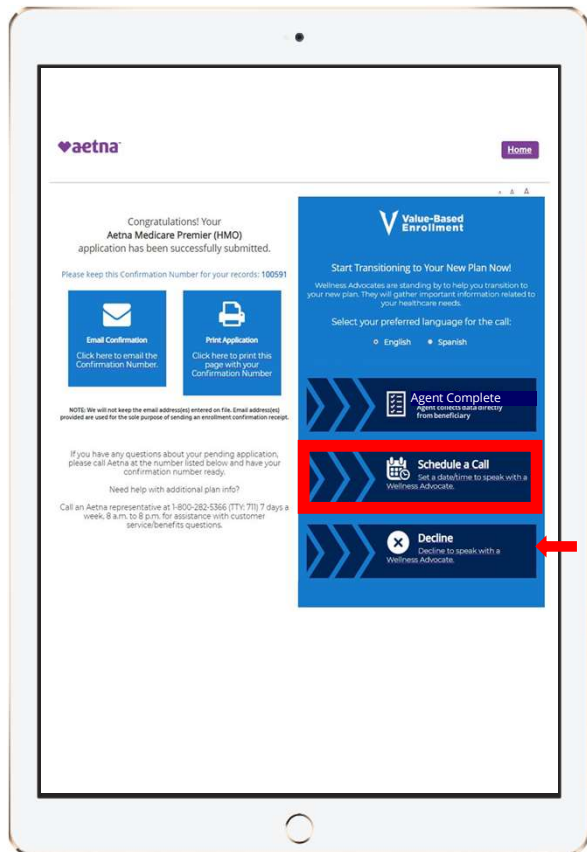 aetna
Home
A A A
Congratulations! Your
Aetna Medicare Premier (HMO)
application has been successfully submitted.
Please keep this Confirmation Number for your records: 100591
Email Confirmation
Click here to email the
Confirmation Number.
Print Application
Click here to print this
page with your
Confirmation Number
NOTE: We will not keep the email address(es) entered on file. Email address(es)
provided are used for the sole purpose of sending an enrollment confirmation receipt.
If you have any questions about your pending application,
please call Aetna at the number listed below and have your
confirmation number ready.
Need help with additional plan info?
Call an Aetna representative at 1-800-282-5366 (TTY: 711) 7 days a
week, 8 a.m. to 8 p.m. for assistance with customer
service/benefits questions.
Value-Based
Enrollment
Start Transitioning to Your New Plan Now!
Wellness Advocates are standing by to help you transition to
your new plan. They will gather important information related to
your healthcare needs.
Select your preferred language for the call:
English Spanish
Agent Complete
Agent collects data directly
from beneficiary
Schedule a Call
Set a date/time to speak with a
Wellness Advocate.
Decline
Decline to speak with a
Wellness Advocate.